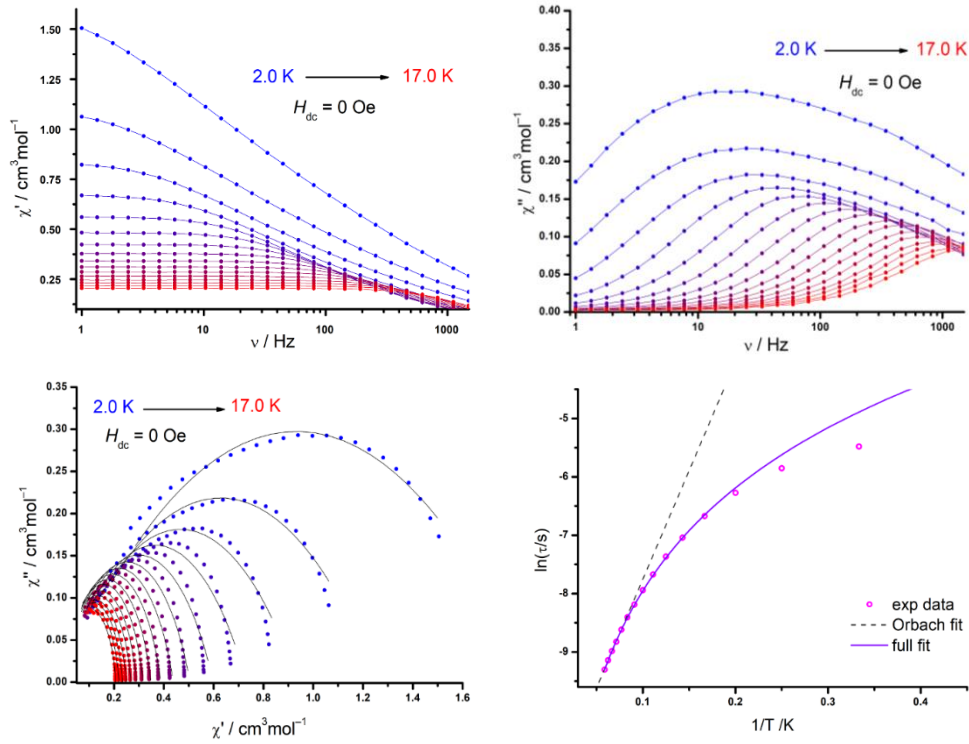 1.50
1.25
1.00
0.75
0.50
0.25
χ' / cm³mol⁻¹
2.0 K
17.0 K
H_dc = 0 Oe
1
10
100
1000
ν / Hz
0.40
0.35
0.30
0.25
0.20
0.15
0.10
0.05
0.00
χ'' / cm³mol⁻¹
2.0 K
17.0 K
H_dc = 0 Oe
1
10
100
1000
ν / Hz
0.35
0.30
0.25
0.20
0.15
0.10
0.05
0.00
χ'' / cm³mol⁻¹
2.0 K
17.0 K
H_dc = 0 Oe
0.2
0.4
0.6
0.8
1.0
1.2
1.4
1.6
χ' / cm³mol⁻¹
-5
-6
-7
-8
-9
ln(τ/s)
exp data
Orbach fit
full fit
0.0
0.1
0.2
0.3
0.4
1/T /K